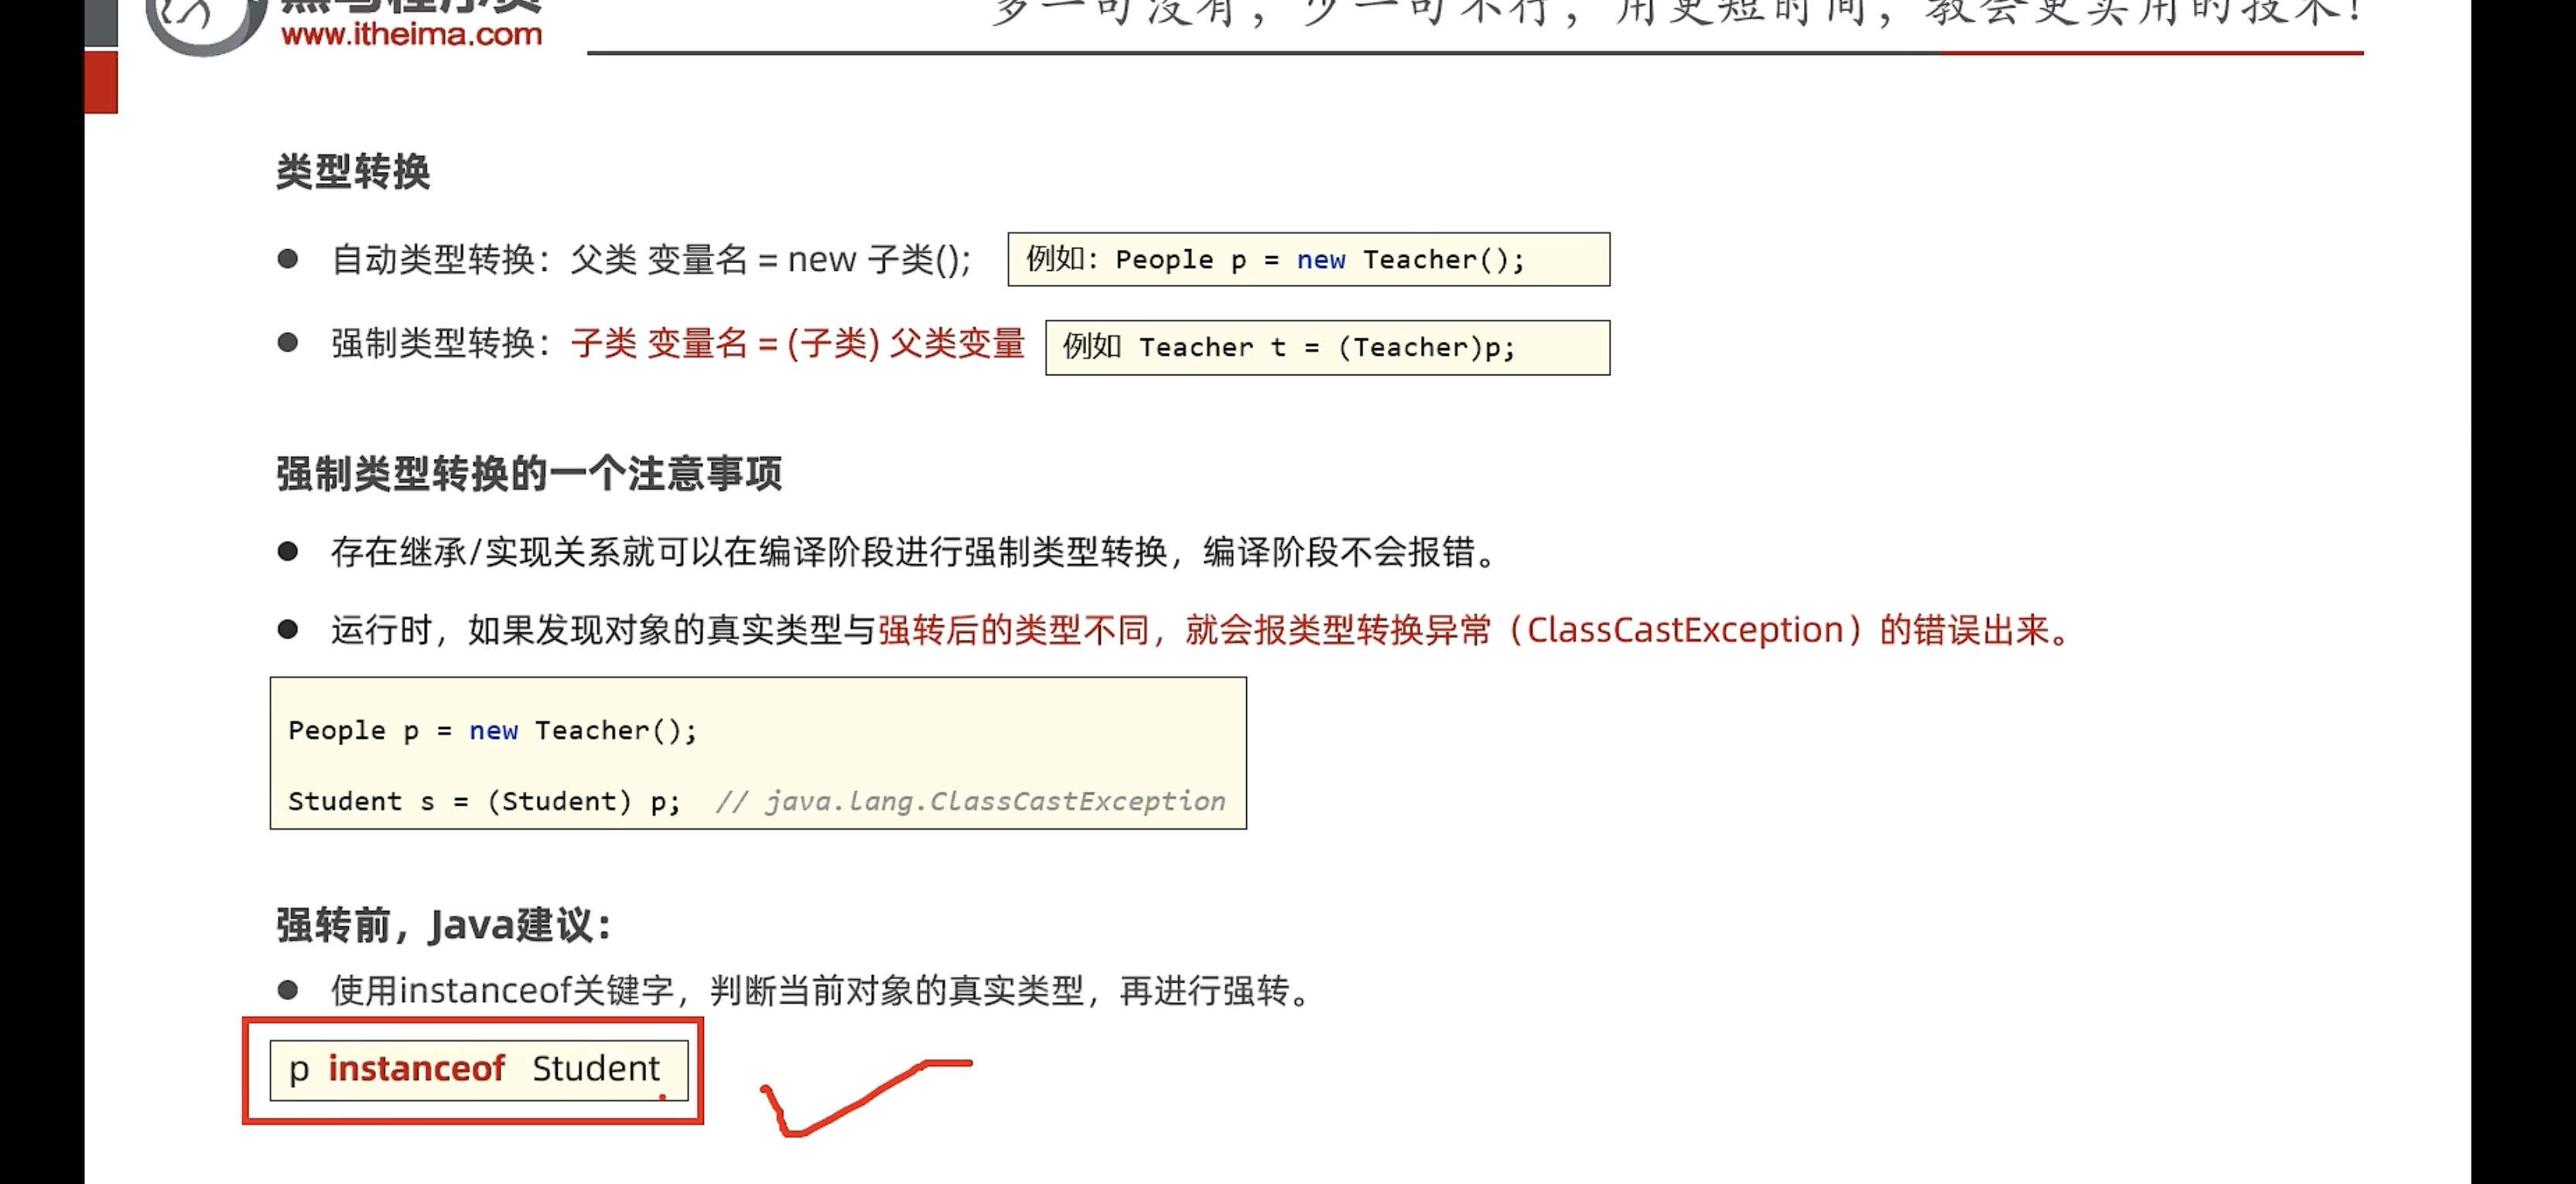 黑马程序员
www.itheima.com
多一句没有，少一句不行，用更短时间，教会更实用的技术！
类型转换
● 自动类型转换：父类 变量名 = new 子类();
例如：People p = new Teacher();
● 强制类型转换：子类 变量名 = (子类) 父类变量
例如 Teacher t = (Teacher)p;
强制类型转换的一个注意事项
● 存在继承/实现关系就可以在编译阶段进行强制类型转换，编译阶段不会报错。
● 运行时，如果发现对象的真实类型与强转后的类型不同，就会报类型转换异常（ClassCastException）的错误出来。
People p = new Teacher();
Student s = (Student) p;  // java.lang.ClassCastException
强转前，Java建议：
● 使用instanceof关键字，判断当前对象的真实类型，再进行强转。
p instanceof Student